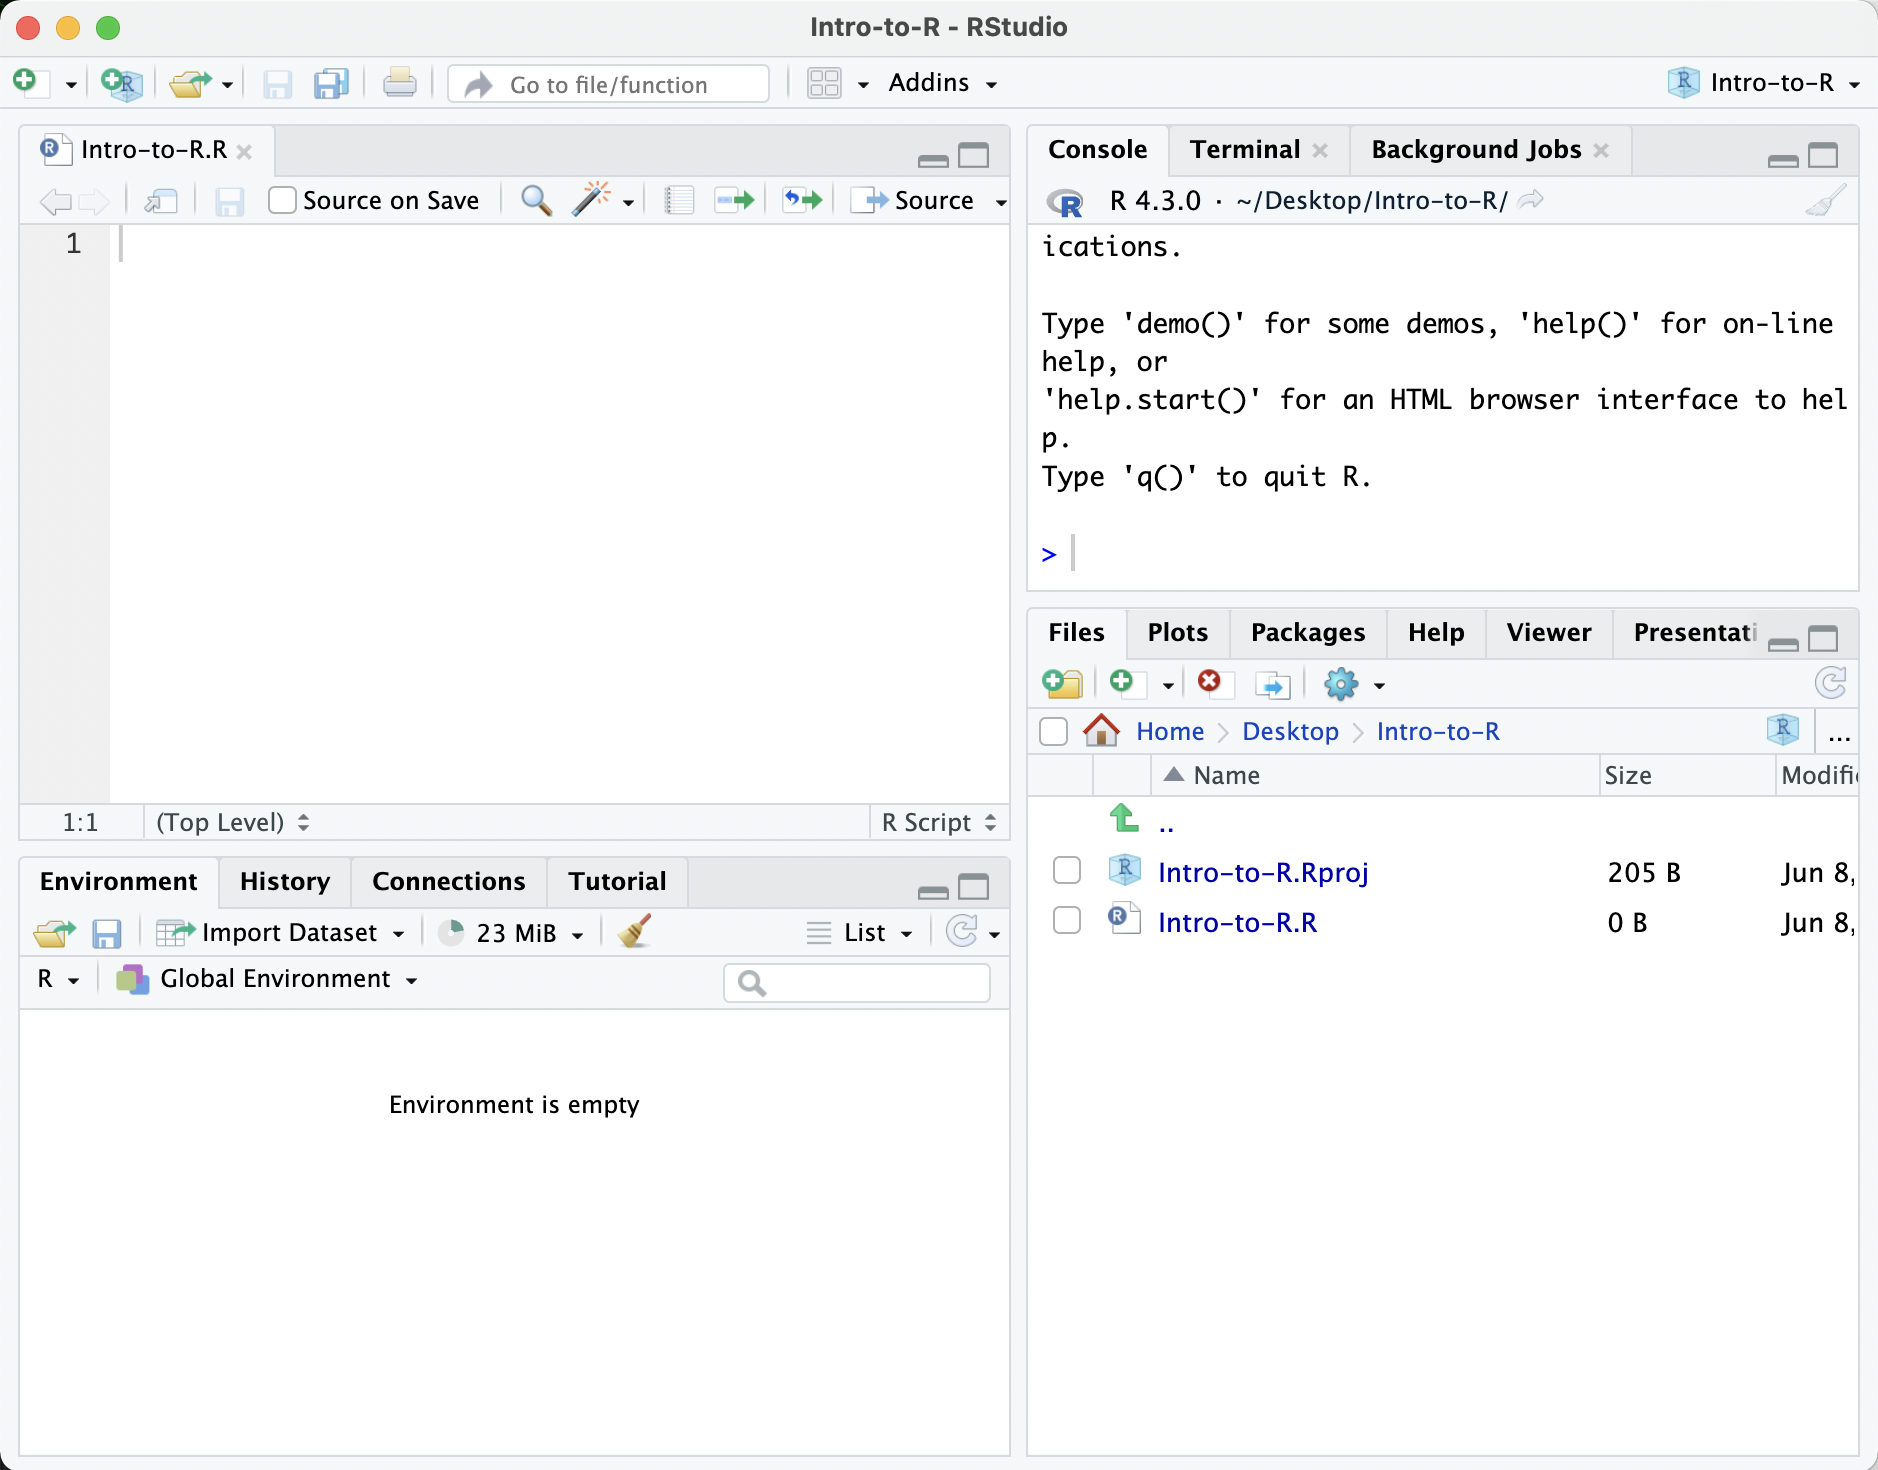 Intro-to-R - RStudio
Go to file/function
Addins
Intro-to-R
Intro-to-R.R
Source on Save
Source
1
1:1
(Top Level)
R Script
Environment
History
Connections
Tutorial
Import Dataset
23 MiB
List
R
Global Environment
Environment is empty
Console
Terminal
Background Jobs
R 4.3.0 · ~/Desktop/Intro-to-R/
ications.
Type 'demo()' for some demos, 'help()' for on-line
help, or
'help.start()' for an HTML browser interface to hel
p.
Type 'q()' to quit R.
>
Files
Plots
Packages
Help
Viewer
Presentati
Home
Desktop
Intro-to-R
...
Name
Size
Modifi
..
Intro-to-R.Rproj
205 B
Jun 8,
Intro-to-R.R
0 B
Jun 8,